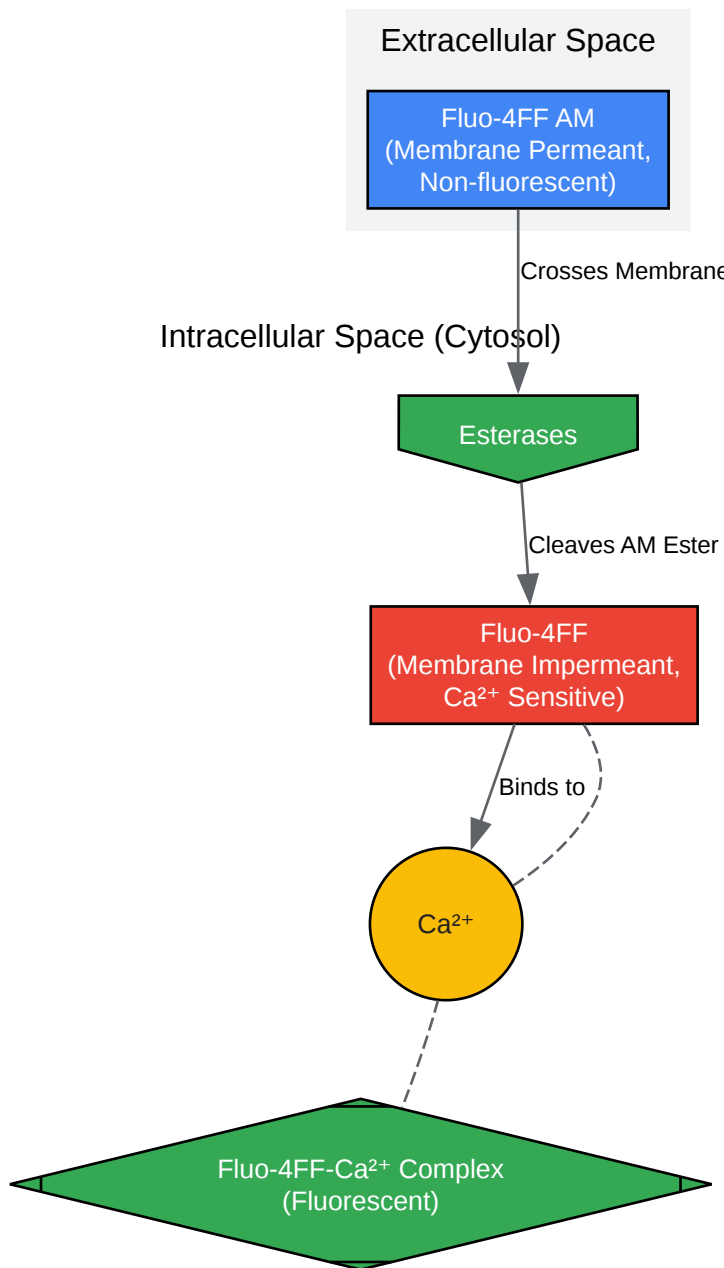 Extracellular Space
Fluo-4FF AM
(Membrane Permeant,
Non-fluorescent)
Crosses Membrane
Intracellular Space (Cytosol)
Esterases
Cleaves AM Ester
Fluo-4FF
(Membrane Impermeant,
Ca²⁺ Sensitive)
Binds to
Ca²⁺
Fluo-4FF-Ca²⁺ Complex
(Fluorescent)